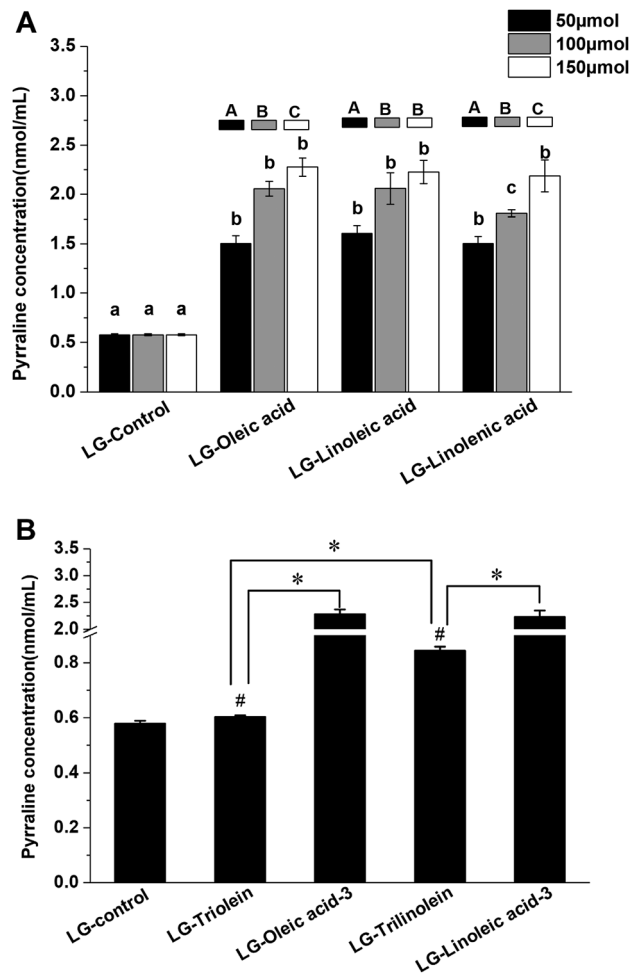 A
50µmol
100µmol
150µmol
Pyrraline concentration(nmol/mL)
3.5
3.0
2.5
2.0
1.5
1.0
0.5
0.0
A B C
A B B
A B C
a a a
b b b
b b b
b c b
LG-Control
LG-Oleic acid
LG-Linoleic acid
LG-Linolenic acid
B
Pyrraline concentration(nmol/mL)
3.5
3.0
2.5
2.0
0.8
0.6
0.4
0.2
0.0
*
* *
# #
LG-control
LG-Triolein
LG-Oleic acid-3
LG-Trilinolein
LG-Linoleic acid-3